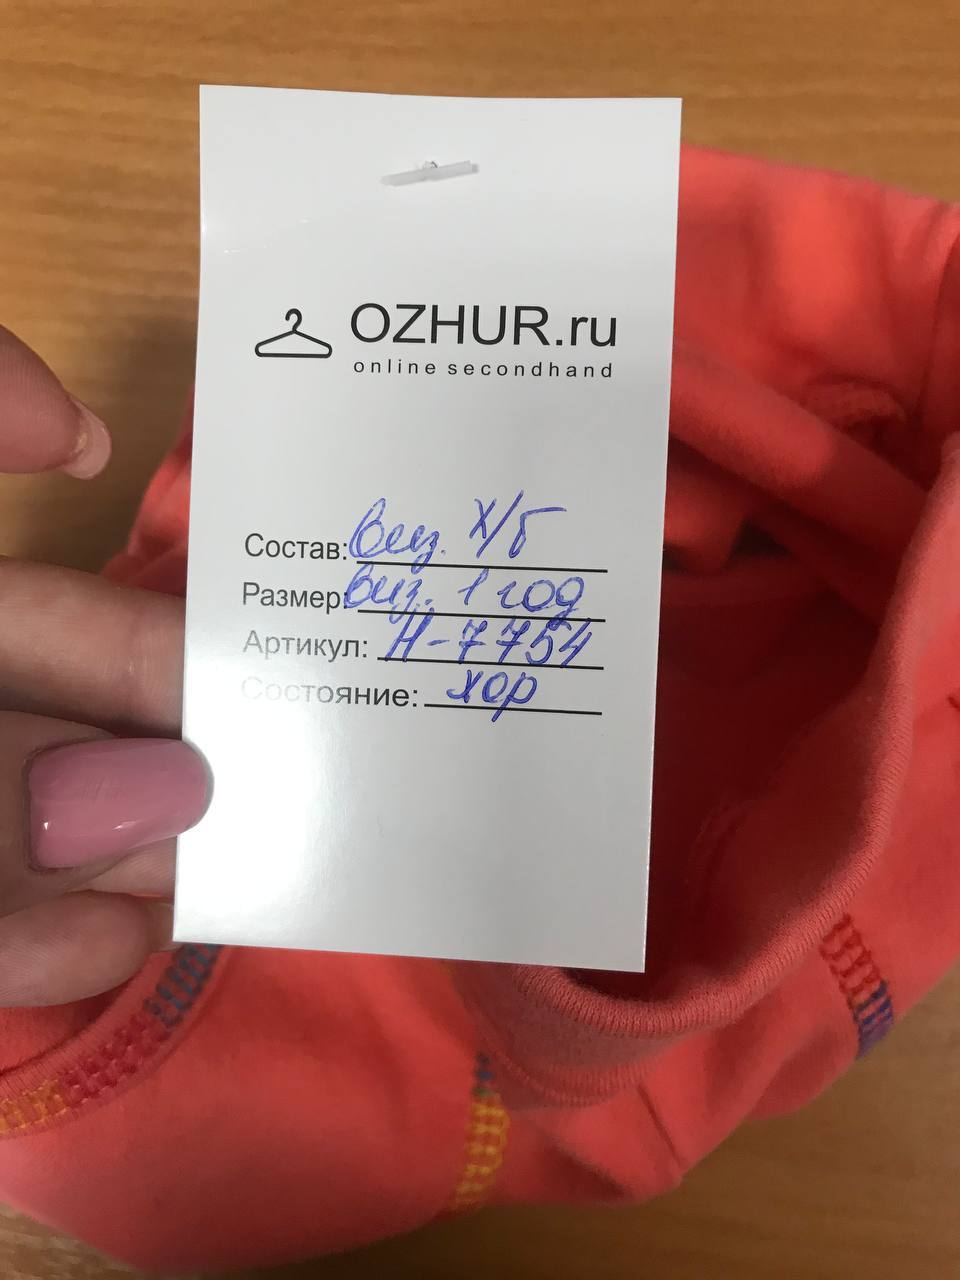 OZHUR.ru
online secondhand
Состав: виз. х/б
Размер: виз. 1 год
Артикул: Н-7754
Состояние: хор